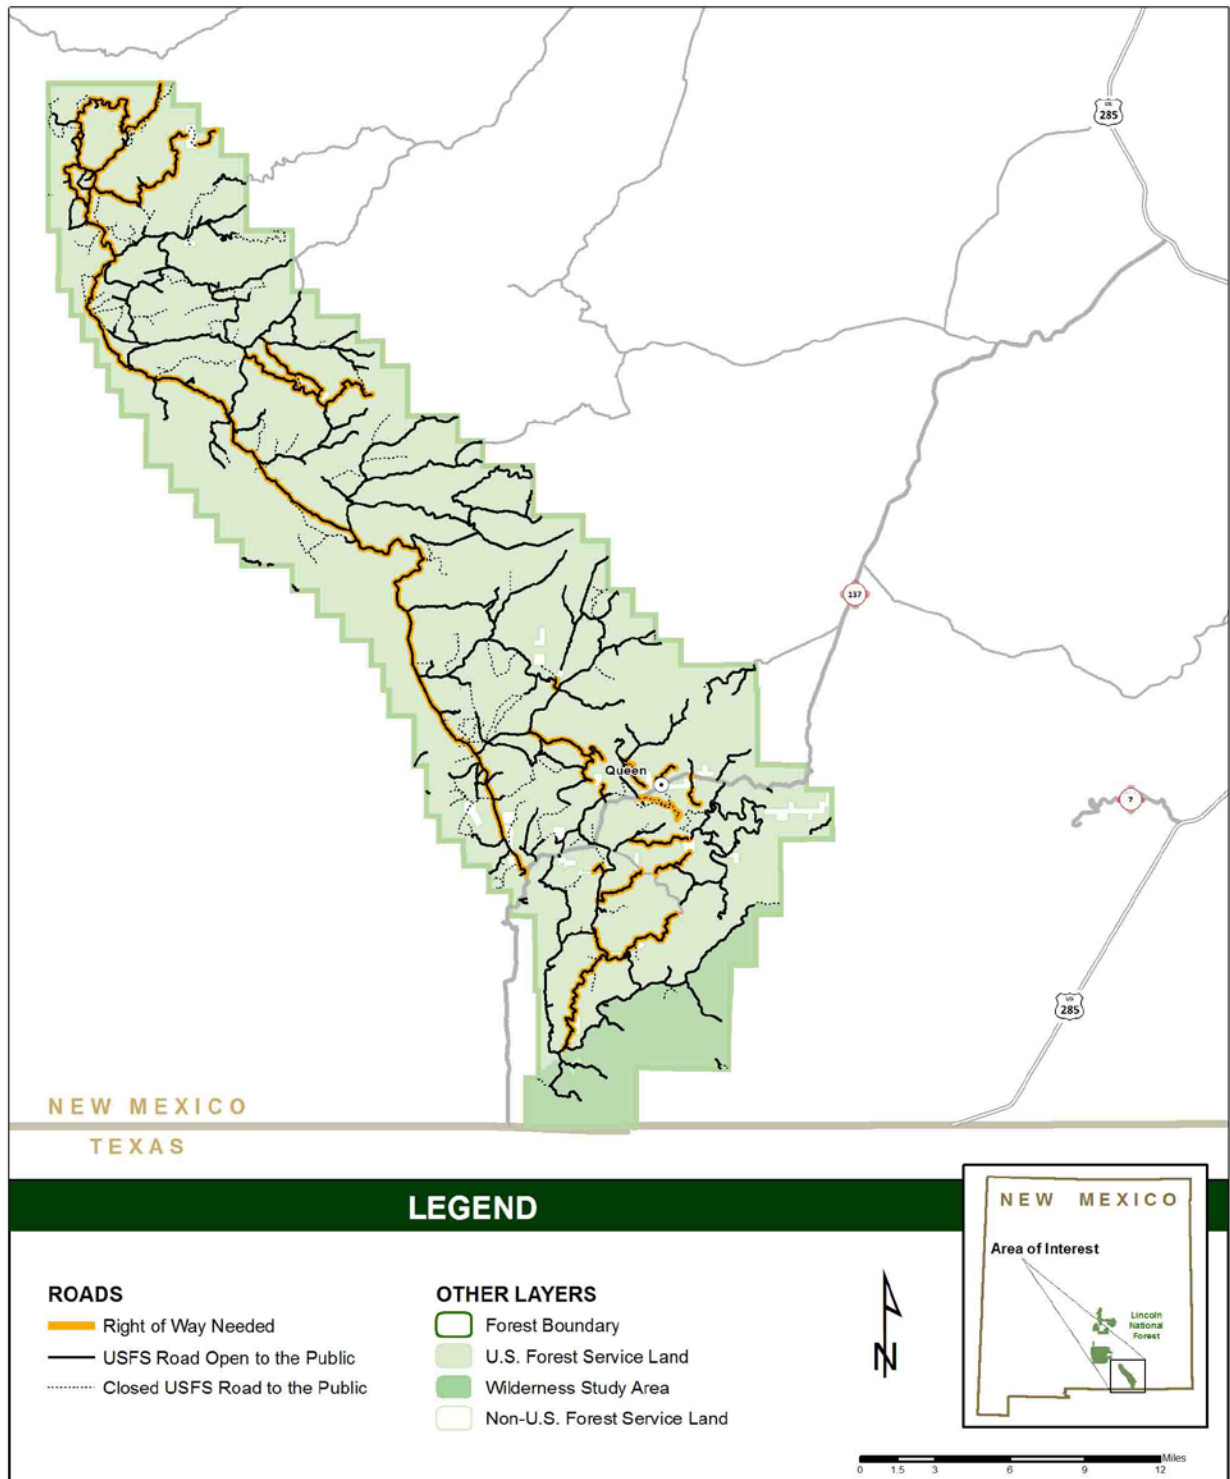 US
285
137
Queen
7
US
285
NEW MEXICO
TEXAS
LEGEND
NEW MEXICO
Area of Interest
Lincoln
National
Forest
ROADS
Right of Way Needed
USFS Road Open to the Public
Closed USFS Road to the Public
OTHER LAYERS
Forest Boundary
U.S. Forest Service Land
Wilderness Study Area
Non-U.S. Forest Service Land
N
Miles
0 1.5 3 6 9 12